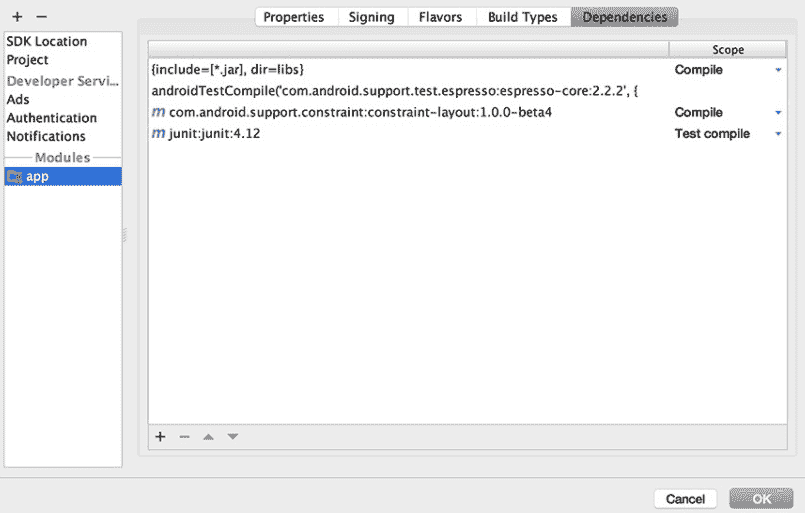 Properties Signing Flavors Build Types Dependencies
SDK Location
Project
Developer Servi...
Ads
Authentication
Notifications
Modules
app
Scope
{include=[*.jar], dir=libs} Compile
androidTestCompile('com.android.support.test.espresso:espresso-core:2.2.2', {
m com.android.support.constraint:constraint-layout:1.0.0-beta4 Compile
m junit:junit:4.12 Test compile
Cancel OK